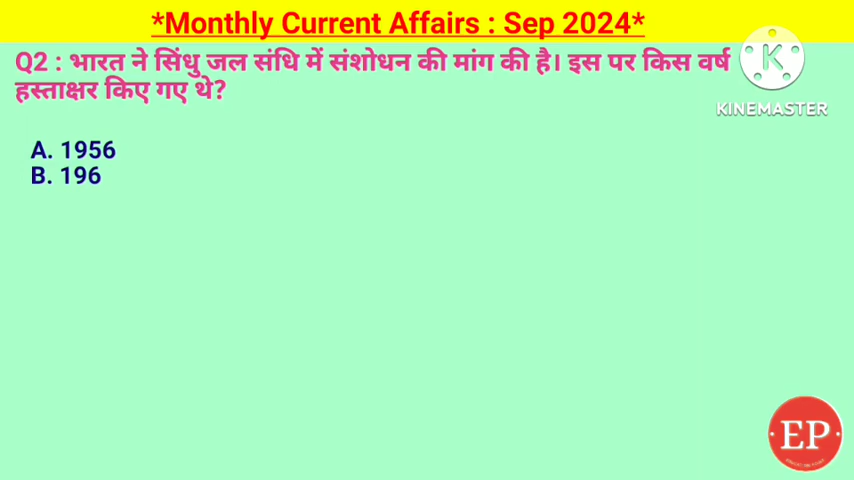 *Monthly Current Affairs : Sep 2024*
Q2 : भारत ने सिंधु जल संधि में संशोधन की मांग की है। इस पर किस वर्ष
हस्ताक्षर किए गए थे?
K
KINEMASTER
A. 1956
B. 196
EP